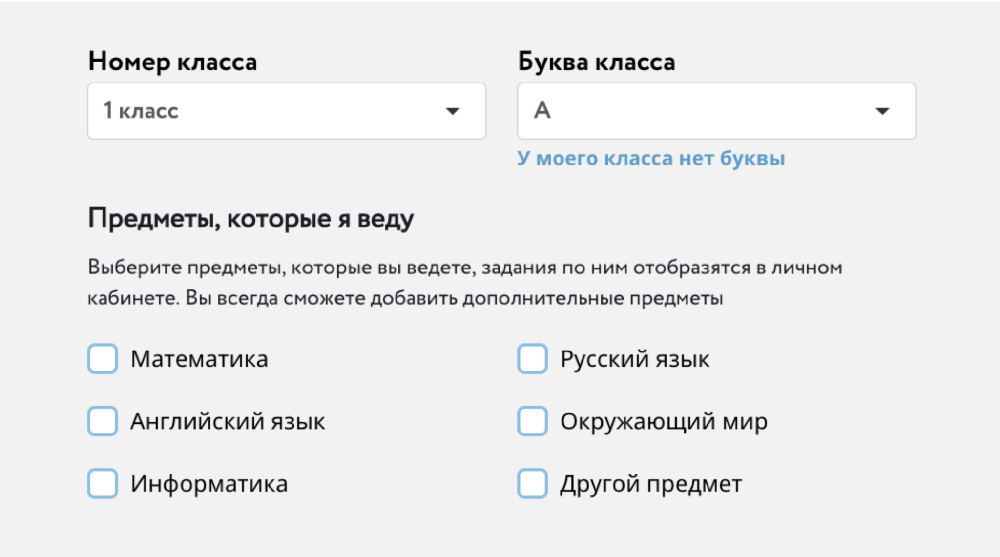 Номер класса
Буква класса
1 класс
А
У моего класса нет буквы
Предметы, которые я веду
Выберите предметы, которые вы ведете, задания по ним отобразятся в личном
кабинете. Вы всегда сможете добавить дополнительные предметы
Математика
Русский язык
Английский язык
Окружающий мир
Информатика
Другой предмет